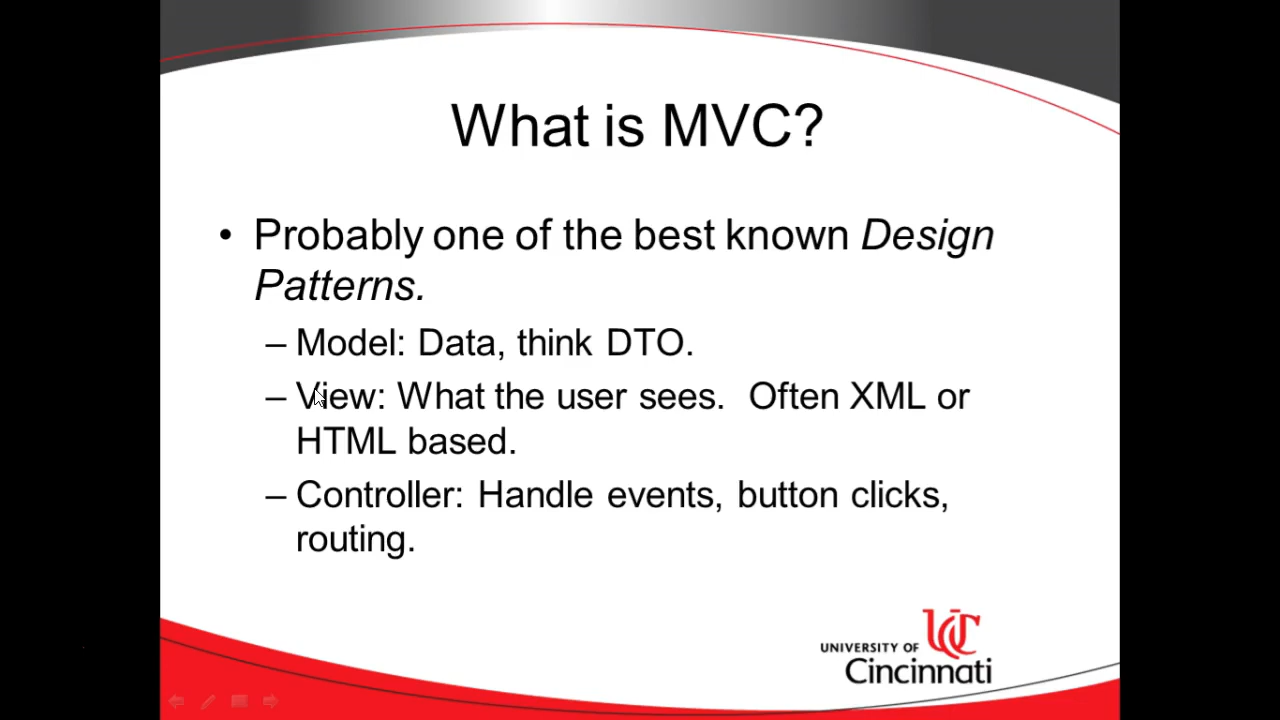 What is MVC?
• Probably one of the best known Design
Patterns.
– Model: Data, think DTO.
– View: What the user sees.  Often XML or
HTML based.
– Controller: Handle events, button clicks,
routing.
UC
UNIVERSITY OF
Cincinnati